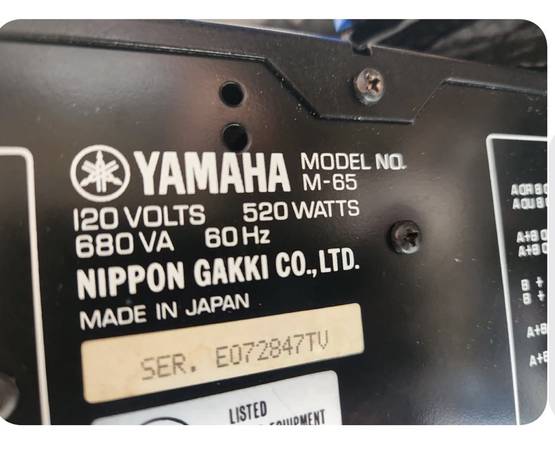 YAMAHA MODEL NO.
M-65
120 VOLTS 520 WATTS
680 VA 60 Hz
NIPPON GAKKI CO., LTD.
MADE IN JAPAN
SER. E072847TV
LISTED
A+B
A+B
B +
B +
A+B
A+B